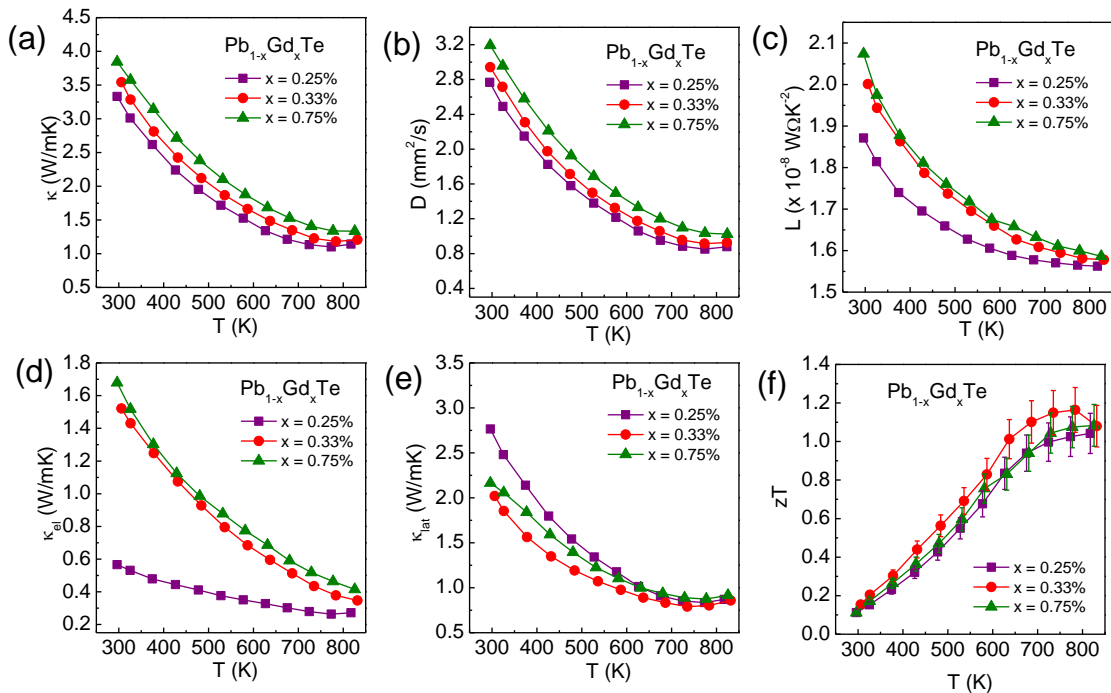 (a)
Pb1-xGdxTe
x = 0.25%
x = 0.33%
x = 0.75%
κ (W/mK)
4.5
4.0
3.5
3.0
2.5
2.0
1.5
1.0
0.5
300 400 500 600 700 800
T (K)
(b)
Pb1-xGdxTe
x = 0.25%
x = 0.33%
x = 0.75%
D (mm2/s)
3.2
2.8
2.4
2.0
1.6
1.2
0.8
0.4
300 400 500 600 700 800
T (K)
(c)
Pb1-xGdxTe
x = 0.25%
x = 0.33%
x = 0.75%
L (x 10-8 WΩK-2)
2.1
2.0
1.9
1.8
1.7
1.6
1.5
300 400 500 600 700 800
T (K)
(d)
Pb1-xGdxTe
x = 0.25%
x = 0.33%
x = 0.75%
κel (W/mK)
1.8
1.6
1.4
1.2
1.0
0.8
0.6
0.4
0.2
300 400 500 600 700 800
T (K)
(e)
Pb1-xGdxTe
x = 0.25%
x = 0.33%
x = 0.75%
κlat (W/mK)
3.5
3.0
2.5
2.0
1.5
1.0
0.5
300 400 500 600 700 800
T (K)
(f)
Pb1-xGdxTe
x = 0.25%
x = 0.33%
x = 0.75%
zT
1.4
1.2
1.0
0.8
0.6
0.4
0.2
0.0
300 400 500 600 700 800
T (K)